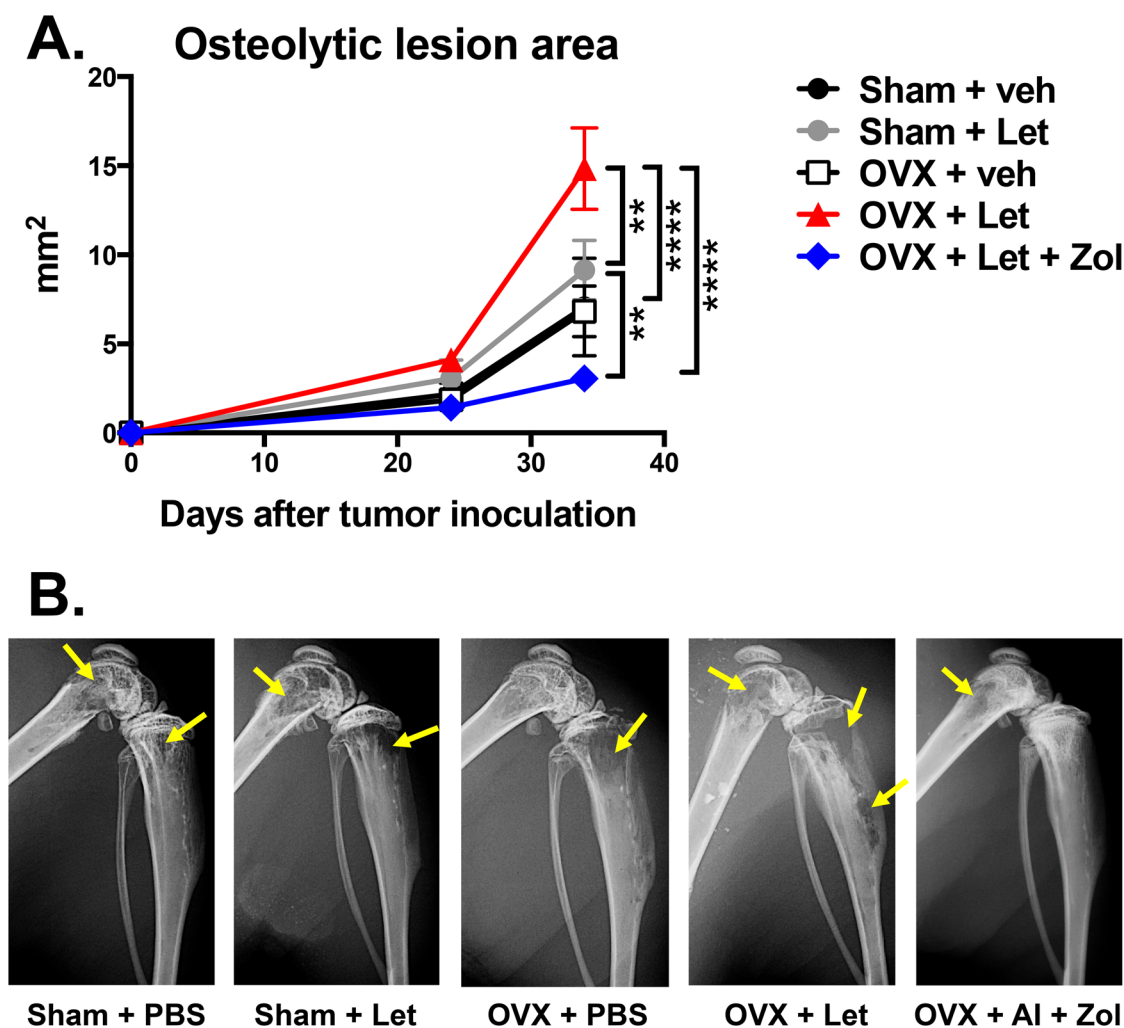 A.
Osteolytic lesion area
20
15
10
5
0
mm²
0 10 20 30 40
Days after tumor inoculation
**
****
****
**
Sham + veh
Sham + Let
OVX + veh
OVX + Let
OVX + Let + Zol
B.
Sham + PBS
Sham + Let
OVX + PBS
OVX + Let
OVX + AI + Zol